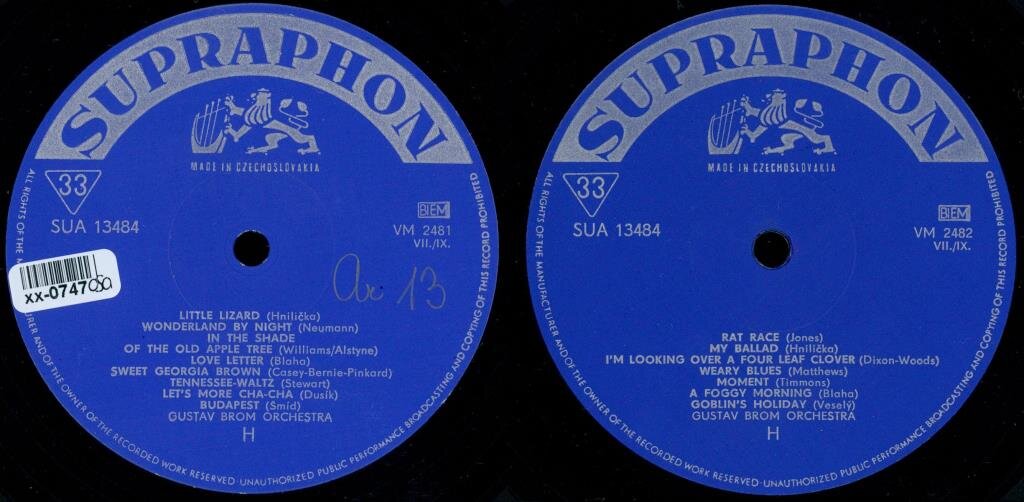 SUPRAPHON
MADE IN CZECHOSLOVAKIA
33
SUA 13484
BIEM
VM 2481
VII./IX.
xx-0747
13
LITTLE LIZARD (Hnilička)
WONDERLAND BY NIGHT (Neumann)
IN THE SHADE
OF THE OLD APPLE TREE (Williams/Alstyne)
LOVE LETTER (Blaha)
SWEET GEORGIA BROWN (Casey-Bernie-Pinkard)
TENNESSEE-WALTZ (Stewart)
LET'S MORE CHA-CHA (Dusík)
BUDAPEST (Smíd)
GUSTAV BROM ORCHESTRA
H
ALL RIGHTS OF THE MANUFACTURER AND OF THE OWNER OF THE RECORDED WORK RESERVED·UNAUTHORIZED PUBLIC PERFORMANCE BROADCASTING AND COPYING OF THIS RECORD PROHIBITED
SUPRAPHON
MADE IN CZECHOSLOVAKIA
33
SUA 13484
BIEM
VM 2482
VII./IX.
RAT RACE (Jones)
MY BALLAD (Hnilička)
I'M LOOKING OVER A FOUR LEAF CLOVER (Dixon-Woods)
WEARY BLUES (Matthews)
MOMENT (Timmons)
A FOGGY MORNING (Blaha)
GOBLIN'S HOLIDAY (Veselý)
GUSTAV BROM ORCHESTRA
H
ALL RIGHTS OF THE MANUFACTURER AND OF THE OWNER OF THE RECORDED WORK RESERVED·UNAUTHORIZED PUBLIC PERFORMANCE BROADCASTING AND COPYING OF THIS RECORD PROHIBITED